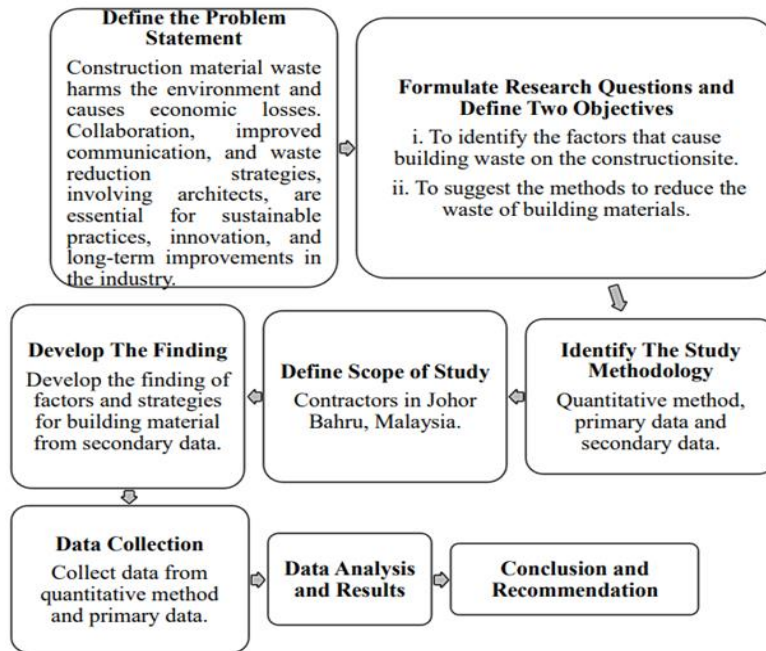 Define the Problem
Statement
Construction material waste
harms the environment and
causes economic losses.
Collaboration, improved
communication, and waste
reduction strategies,
involving architects, are
essential for sustainable
practices, innovation, and
long-term improvements in
the industry.
Formulate Research Questions and
Define Two Objectives
i. To identify the factors that cause
building waste on the constructionsite.
ii. To suggest the methods to reduce the
waste of building materials.
Identify The Study
Methodology
Quantitative method,
primary data and
secondary data.
Define Scope of Study
Contractors in Johor
Bahru, Malaysia.
Develop The Finding
Develop the finding of
factors and strategies
for building material
from secondary data.
Data Collection
Collect data from
quantitative method
and primary data.
Data Analysis
and Results
Conclusion and
Recommendation